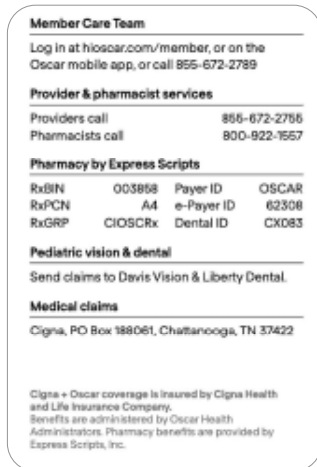 Member Care Team
Log in at hioscar.com/member, or on the
Oscar mobile app, or call 855-672-2789
Provider & pharmacist services
Providers call 855-672-2755
Pharmacists call 800-922-1557
Pharmacy by Express Scripts
RxBIN 003858 Payer ID OSCAR
RxPCN A4 e-Payer ID 62308
RxGRP CIOSCRx Dental ID CX083
Pediatric vision & dental
Send claims to Davis Vision & Liberty Dental.
Medical claims
Cigna, PO Box 188061, Chattanooga, TN 37422
Cigna + Oscar coverage is insured by Cigna Health
and Life Insurance Company.
Benefits are administered by Oscar Health
Administrators. Pharmacy benefits are provided by
Express Scripts, Inc.